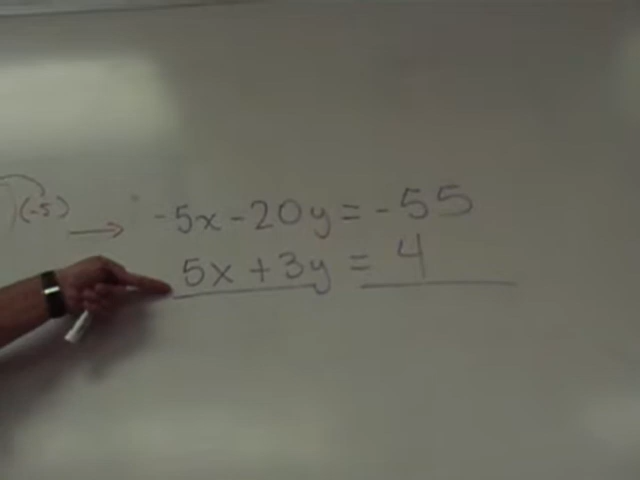 (-5) → -5x - 20y = -55
5x + 3y = 4